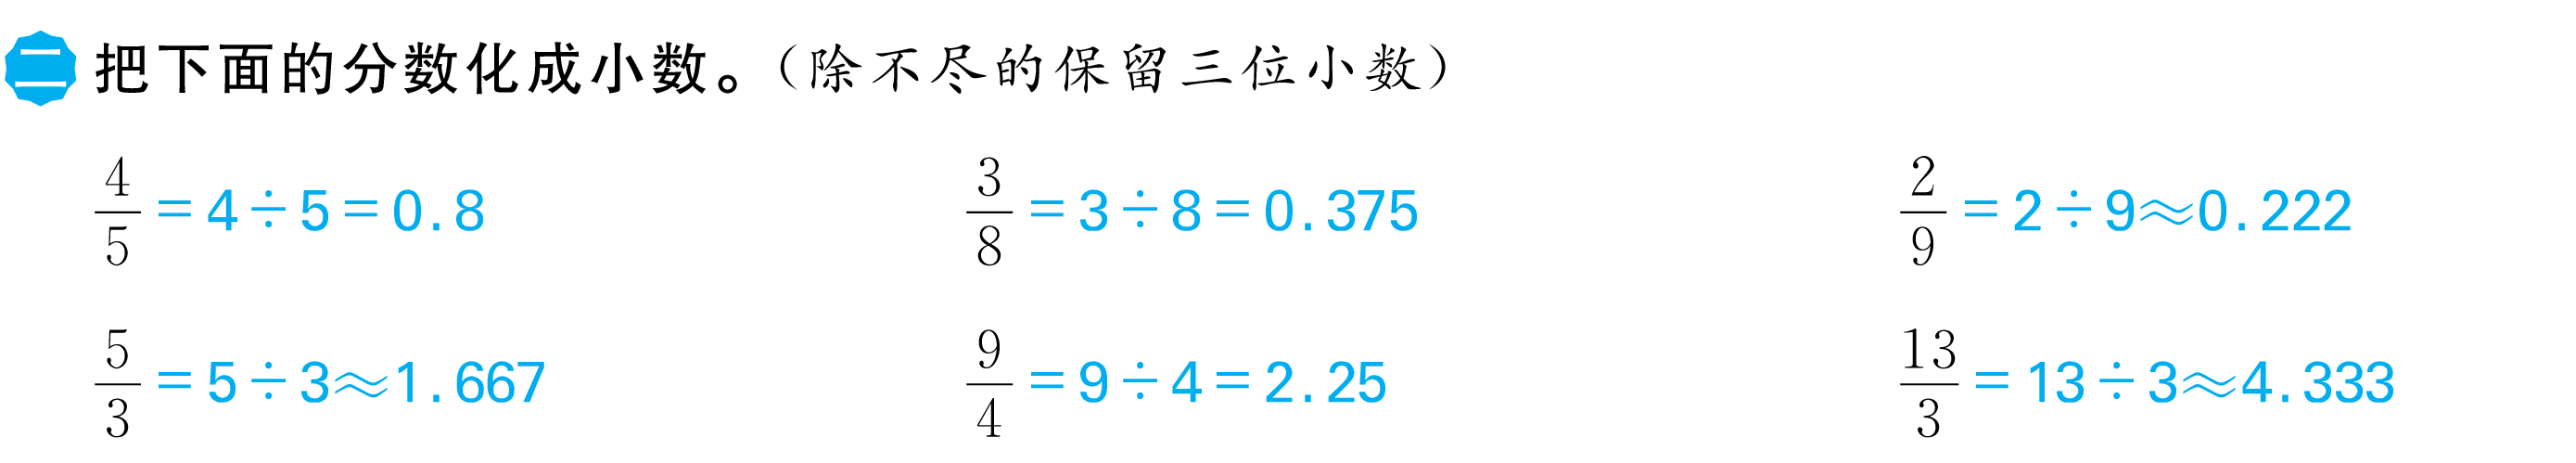 二 把下面的分数化成小数。（除不尽的保留三位小数）
4/5 = 4÷5 = 0.8 3/8 = 3÷8 = 0.375 2/9 = 2÷9≈0.222
5/3 = 5÷3≈1.667 9/4 = 9÷4 = 2.25 13/3 = 13÷3≈4.333